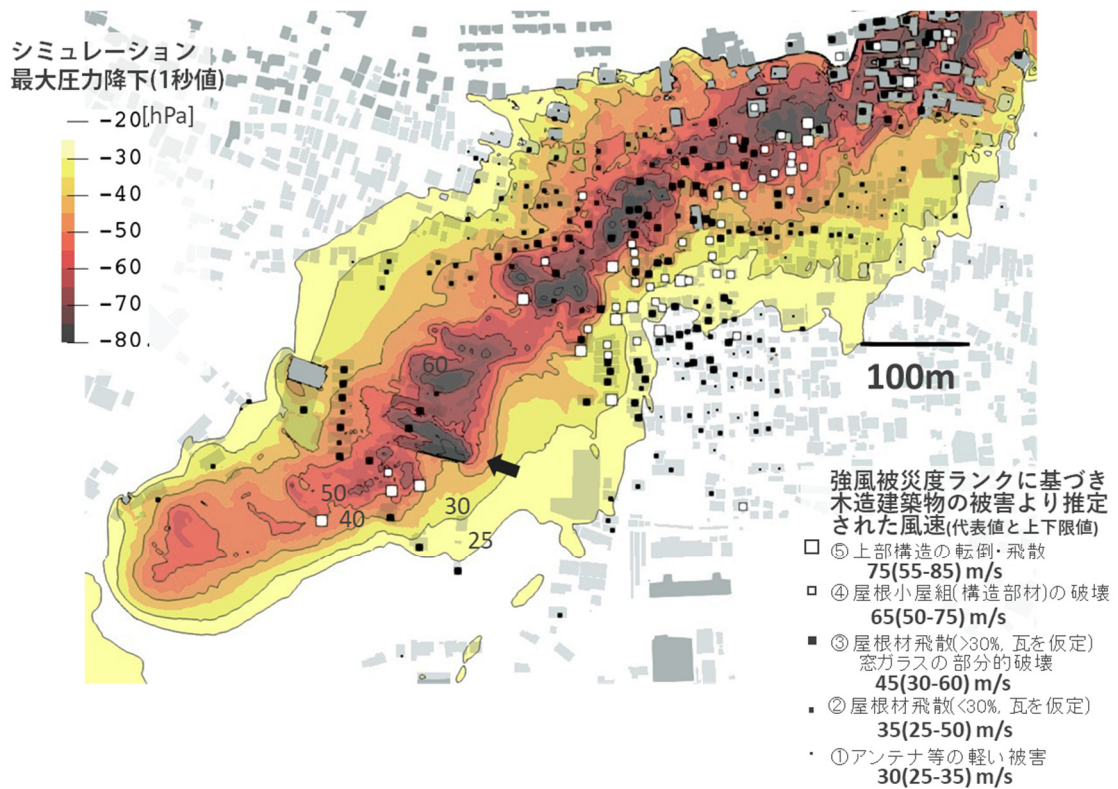 シミュレーション
最大圧力降下(1秒値)
−20[hPa]
−30
−40
−50
−60
−70
−80
60
50
40
30
25
100m
強風被災度ランクに基づき
木造建築物の被害より推定
された風速(代表値と上下限値)
⑤上部構造の転倒・飛散
75(55-85) m/s
④屋根小屋組(構造部材)の破壊
65(50-75) m/s
③屋根材飛散(>30%, 瓦を仮定)
窓ガラスの部分的破壊
45(30-60) m/s
②屋根材飛散(<30%, 瓦を仮定)
35(25-50) m/s
①アンテナ等の軽い被害
30(25-35) m/s